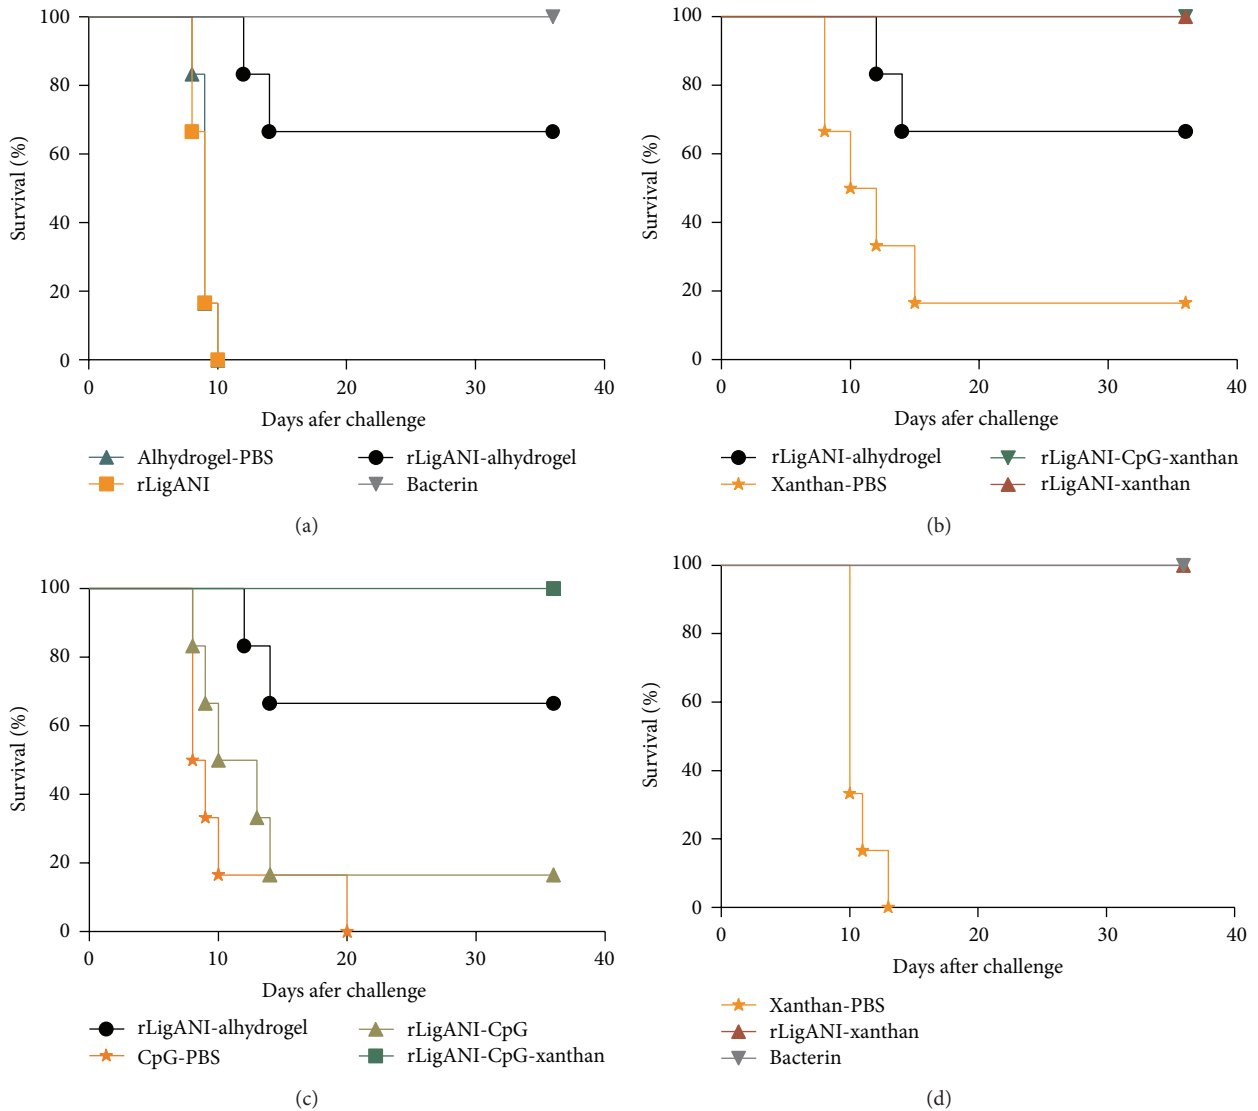 100
80
60
40
20
0
Survival (%)
0 10 20 30 40
Days afer challenge
Alhydrogel-PBS rLigANI-alhydrogel
rLigANI Bacterin
(a)
100
80
60
40
20
0
Survival (%)
0 10 20 30 40
Days afer challenge
rLigANI-alhydrogel rLigANI-CpG-xanthan
Xanthan-PBS rLigANI-xanthan
(b)
100
80
60
40
20
0
Survival (%)
0 10 20 30 40
Days afer challenge
rLigANI-alhydrogel rLigANI-CpG
CpG-PBS rLigANI-CpG-xanthan
(c)
100
80
60
40
20
0
Survival (%)
0 10 20 30 40
Days after challenge
Xanthan-PBS
rLigANI-xanthan
Bacterin
(d)